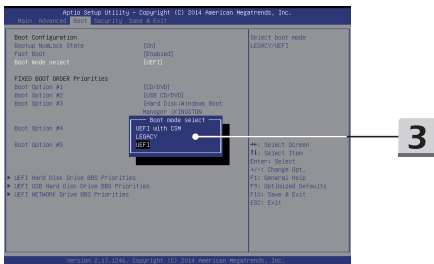 Aptio Setup Utility – Copyright (C) 2014 American Megatrends, Inc.
Main Advanced Boot Security Save & Exit
Boot Configuration
Bootup NumLock State [On]
Fast Boot [Enabled]
Boot mode select [UEFI]
FIXED BOOT ORDER Priorities
Boot Option #1 [CD/DVD]
Boot Option #2 [USB CD/DVD]
Boot Option #3 [Hard Disk:Windows Boot
Manager (KINGSTON
Boot Option #4
Boot Option #5
Boot mode select
UEFI with CSM
LEGACY
UEFI
UEFI Hard Disk Drive BBS Priorities
UEFI USB Hard Disk Drive BBS Priorities
UEFI NETWORK Drive BBS Priorities
Select boot mode
LEGACY/UEFI
→←: Select Screen
↑↓: Select Item
Enter: Select
+/-: Change Opt.
F1: General Help
F9: Optimized Defaults
F10: Save & Exit
ESC: Exit
Version 2.17.1246. Copyright (C) 2014 American Megatrends, Inc.
3